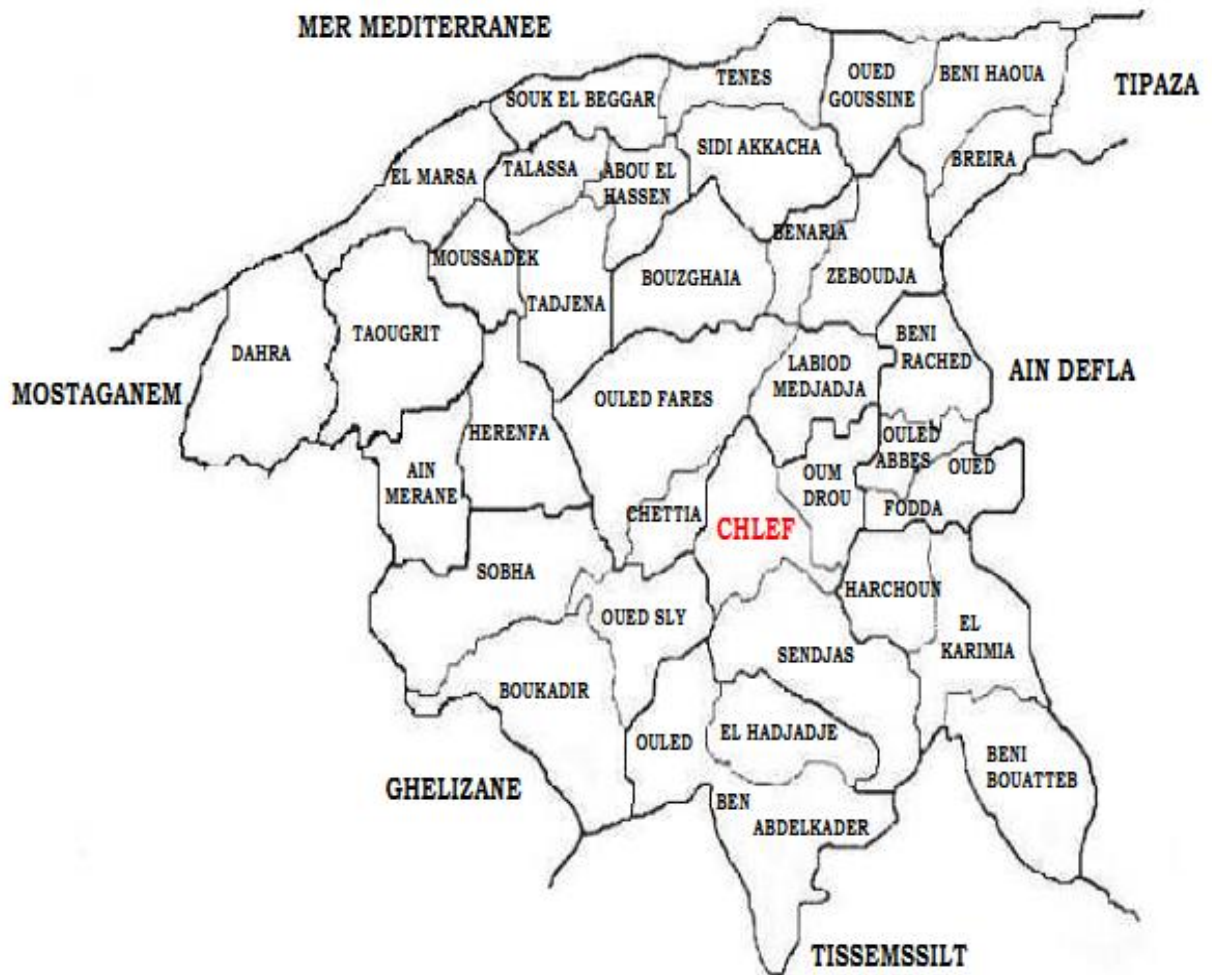 MER MEDITERRANEE
TENES
OUED
GOUSSINE
BENI HAOUA
TIPAZA
SOUK EL BEGGAR
SIDI AKKACHA
BREIRA
EL MARSA
TALASSA
ABOU EL
HASSEN
BENARIA
MOUSSADEK
TADJENA
BOUZGHAIA
ZEBOUDJA
DAHRA
TAOUGRIT
BENI
RACHED
MOSTAGANEM
AIN DEFLA
LABIOD
MEDJADJA
OULED FARES
HERENFA
OULED
ABBES
AIN
MERANE
OUM
DROU
OUED
FODDA
CHETTIA
CHLEF
SOBHA
HARCHOUN
OUED SLY
EL
KARIMIA
SENDJAS
BOUKADIR
OULED
EL HADJADJE
BENI
BOUATTEB
GHELIZANE
BEN
ABDELKADER
TISSEMSSILT